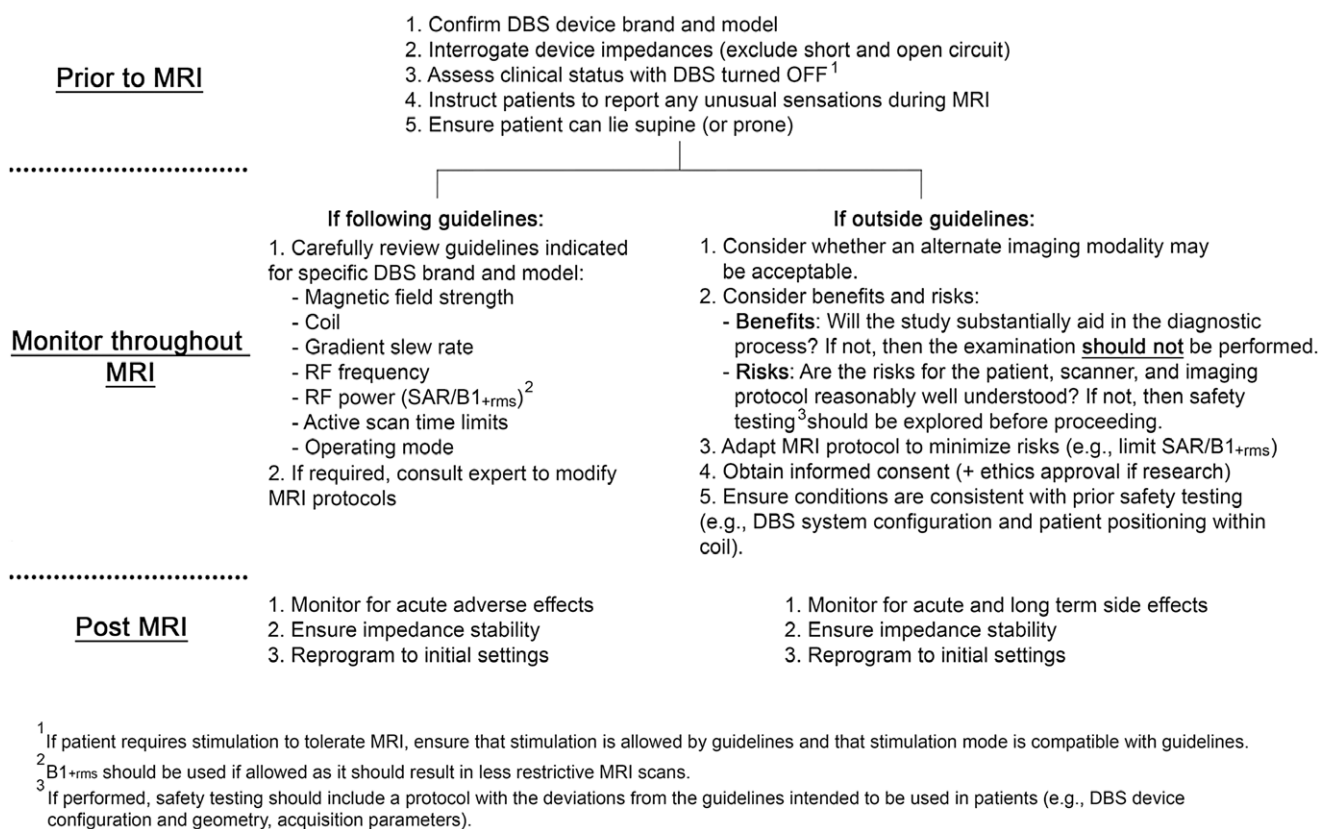 1. Confirm DBS device brand and model
2. Interrogate device impedances (exclude short and open circuit)
Prior to MRI
3. Assess clinical status with DBS turned OFF1
4. Instruct patients to report any unusual sensations during MRI
5. Ensure patient can lie supine (or prone)
If following guidelines:
1. Carefully review guidelines indicated
for specific DBS brand and model:
- Magnetic field strength
- Coil
- Gradient slew rate
- RF frequency
- RF power (SAR/B1+rms)2
- Active scan time limits
- Operating mode
2. If required, consult expert to modify
MRI protocols
If outside guidelines:
1. Consider whether an alternate imaging modality may
be acceptable.
2. Consider benefits and risks:
- Benefits: Will the study substantially aid in the diagnostic
process? If not, then the examination should not be performed.
- Risks: Are the risks for the patient, scanner, and imaging
protocol reasonably well understood? If not, then safety
testing3should be explored before proceeding.
3. Adapt MRI protocol to minimize risks (e.g., limit SAR/B1+rms)
4. Obtain informed consent (+ ethics approval if research)
5. Ensure conditions are consistent with prior safety testing
(e.g., DBS system configuration and patient positioning within
coil).
Monitor throughout
MRI
Post MRI
1. Monitor for acute adverse effects
2. Ensure impedance stability
3. Reprogram to initial settings
1. Monitor for acute and long term side effects
2. Ensure impedance stability
3. Reprogram to initial settings
1If patient requires stimulation to tolerate MRI, ensure that stimulation is allowed by guidelines and that stimulation mode is compatible with guidelines.
2B1+rms should be used if allowed as it should result in less restrictive MRI scans.
3If performed, safety testing should include a protocol with the deviations from the guidelines intended to be used in patients (e.g., DBS device
configuration and geometry, acquisition parameters).